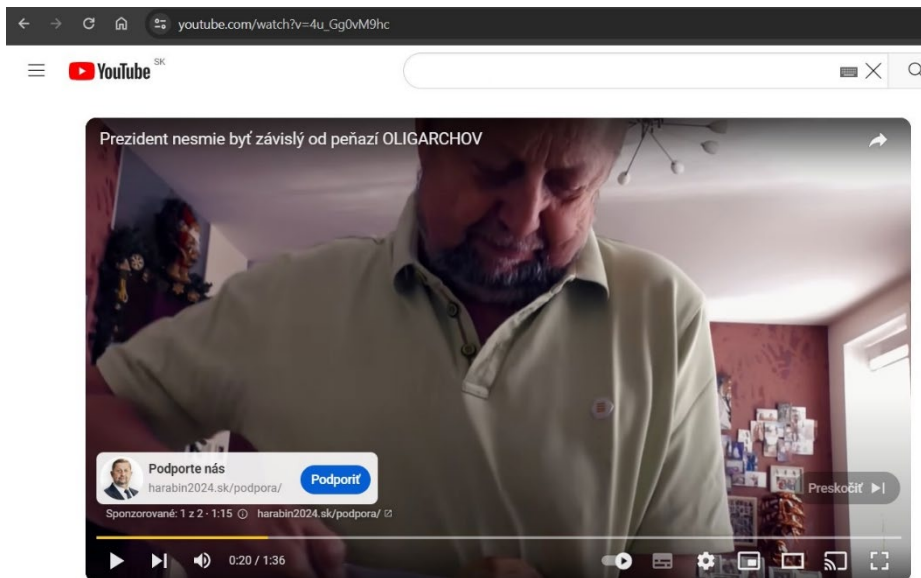 youtube.com/watch?v=4u_Gg0vM9hc
YouTube SK
Prezident nesmie byť závislý od peňazí OLIGARCHOV
Podporte nás
harabin2024.sk/podpora/
Podporiť
Preskočiť
Sponzorované: 1 z 2 · 1:15 harabin2024.sk/podpora/
0:20 / 1:36